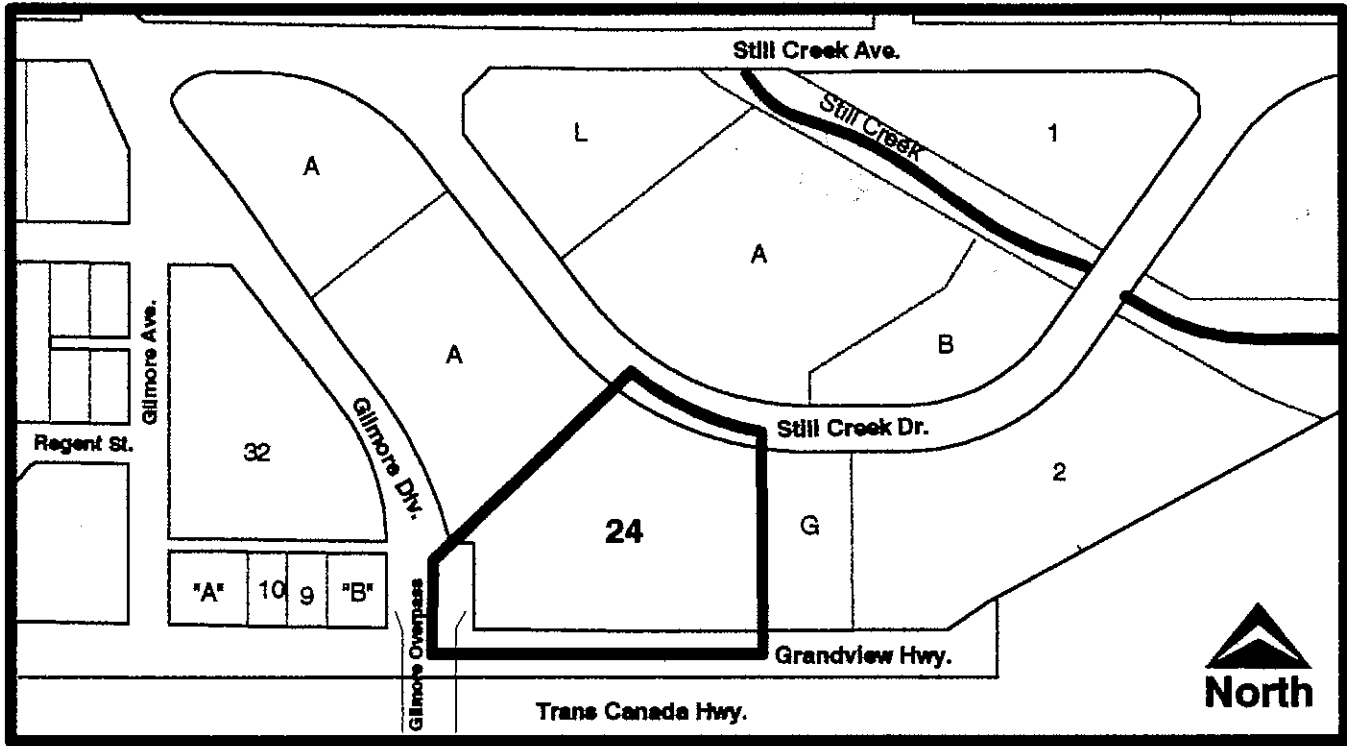 Still Creek Ave.
L
Still Creek
1
A
A
Gilmore Ave.
A
B
Gilmore Div.
Still Creek Dr.
Regent St.
32
2
24
G
"A"
10
9
"B"
Gilmore Overpass
Grandview Hwy.
North
Trans Canada Hwy.